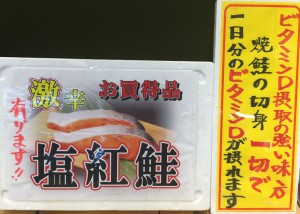 激辛
お買得品
有ります!!
塩紅鮭
ビタミンD摂取の強い味方
焼鮭の切身一切で
一日分のビタミンDが摂れます